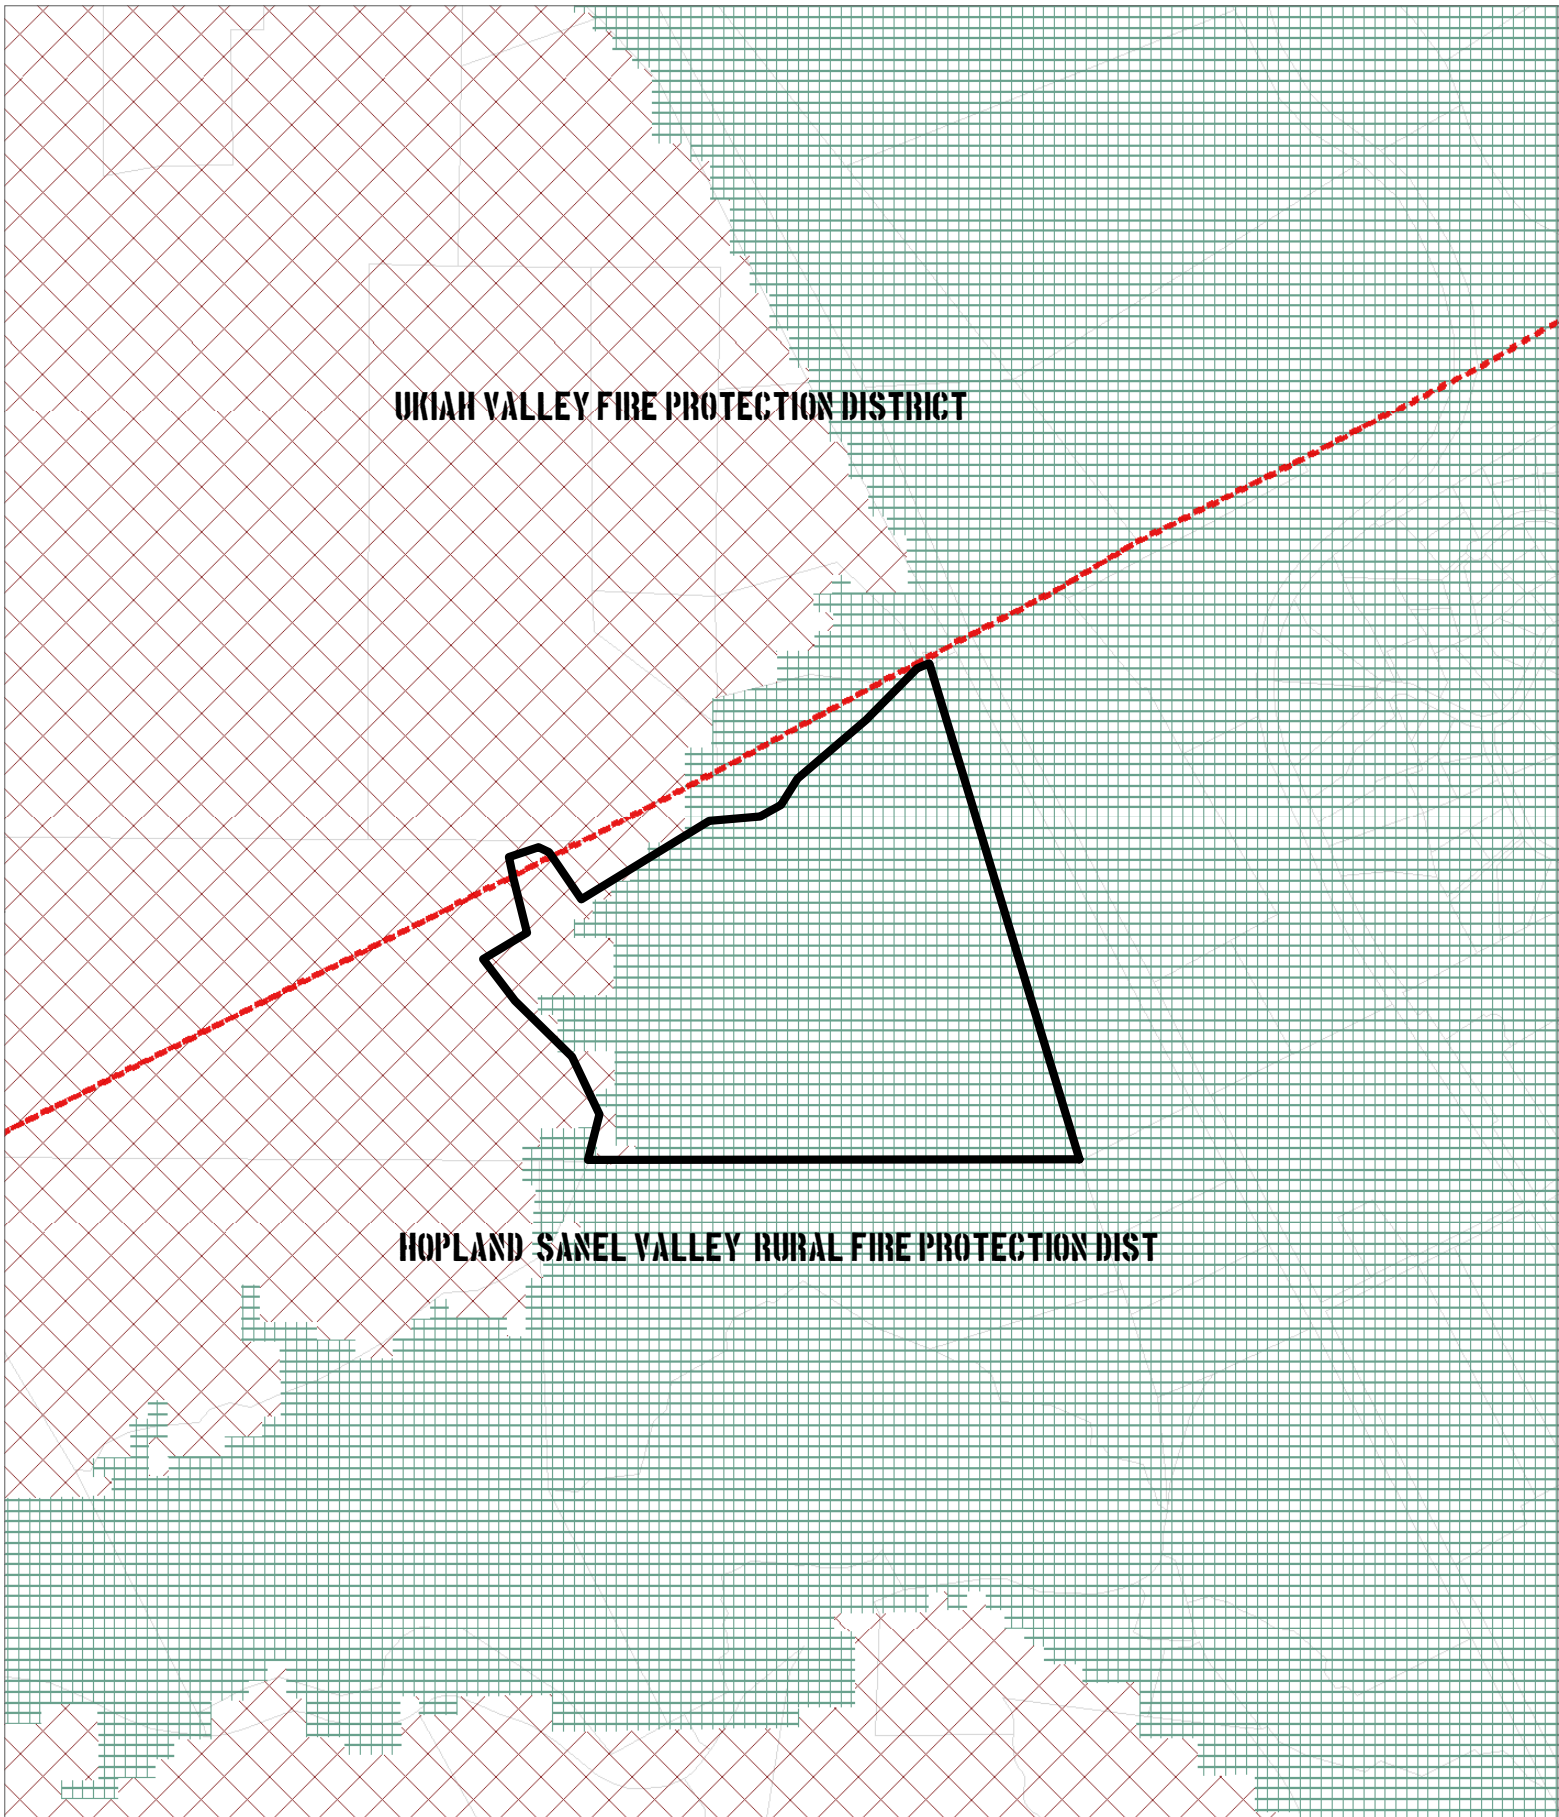 UKIAH VALLEY FIRE PROTECTION DISTRICT
HOPLAND SANEL VALLEY RURAL FIRE PROTECTION DIST